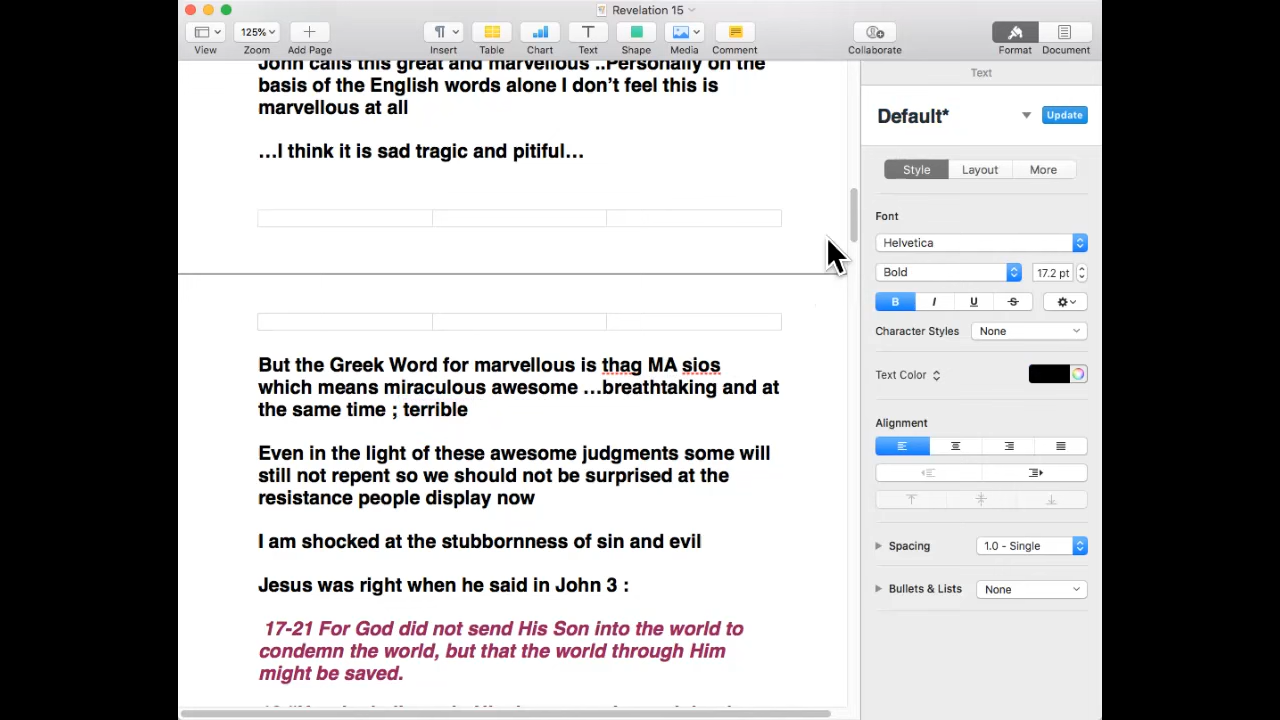 Revelation 15
125%
View
Zoom
Add Page
Insert
Table
Chart
Text
Shape
Media
Comment
Collaborate
Format
Document
John calls this great and marvellous ..Personally on the
basis of the English words alone I don’t feel this is
marvellous at all
…I think it is sad tragic and pitiful…
But the Greek Word for marvellous is thag MA sios
which means miraculous awesome …breathtaking and at
the same time ; terrible
Even in the light of these awesome judgments some will
still not repent so we should not be surprised at the
resistance people display now
I am shocked at the stubbornness of sin and evil
Jesus was right when he said in John 3 :
17-21 For God did not send His Son into the world to
condemn the world, but that the world through Him
might be saved.
Text
Default*
Update
Style
Layout
More
Font
Helvetica
Bold
17.2 pt
B
I
U
S
Character Styles
None
Text Color
Alignment
Spacing
1.0 - Single
Bullets & Lists
None